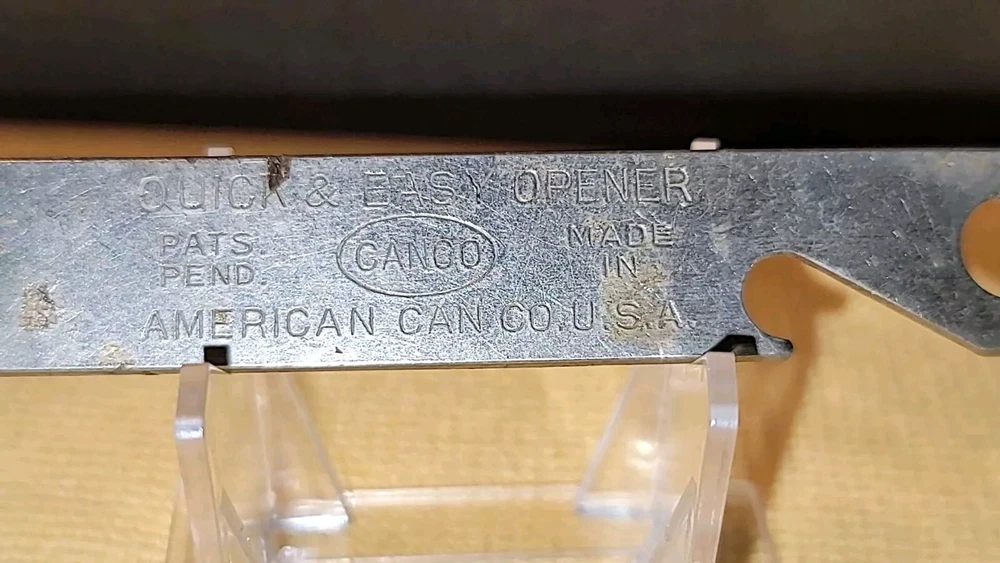 QUICK & EASY OPENER
PATS.
PEND.
CANCO
MADE
IN
AMERICAN CAN CO. U.S.A.